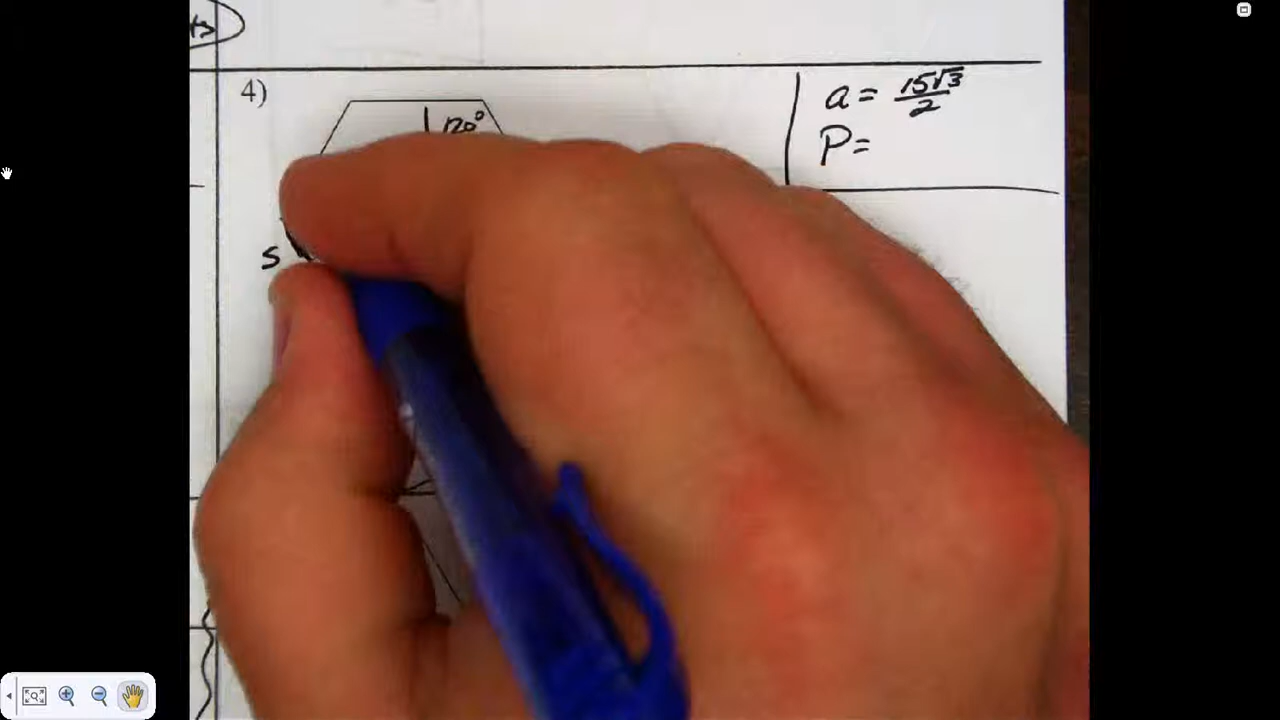 4)
120°
s
a = 15√3/2
P=